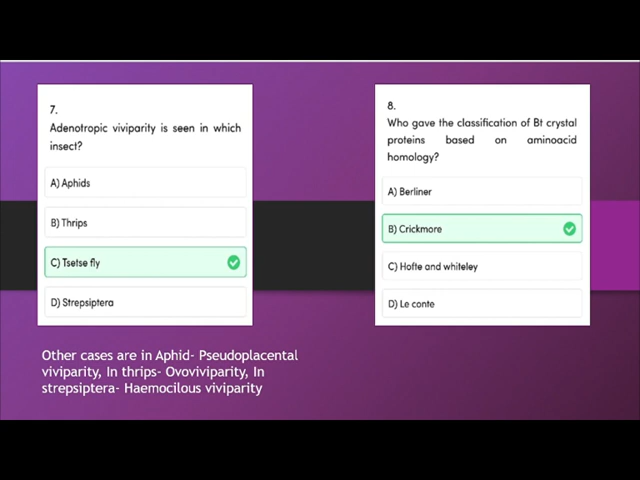 7.
Adenotropic viviparity is seen in which
insect?
A) Aphids
B) Thrips
C) Tsetse fly
D) Strepsiptera
8.
Who gave the classification of Bt crystal
proteins based on aminoacid
homology?
A) Berliner
B) Crickmore
C) Hofte and whiteley
D) Le conte
Other cases are in Aphid- Pseudoplacental
viviparity, In thrips- Ovoviviparity, In
strepsiptera- Haemocilous viviparity